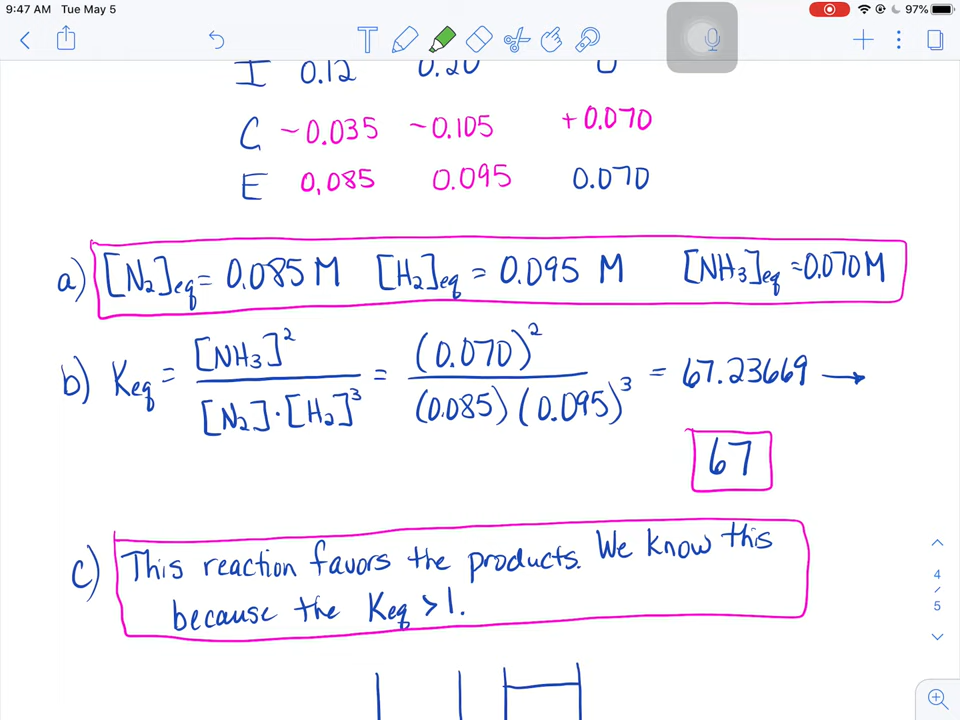 9:47 AM Tue May 5
97%
T
I 0.12 0.20 0
C -0.035 -0.105 +0.070
E 0.085 0.095 0.070
a) [N₂]eq = 0.085 M [H₂]eq = 0.095 M [NH₃]eq = 0.070 M
b) Keq = [NH₃]² / [N₂]·[H₂]³ = (0.070)² / (0.085)(0.095)³ = 67.23669 →
67
c) This reaction favors the products. We know this
because the Keq > 1.
4
/
5